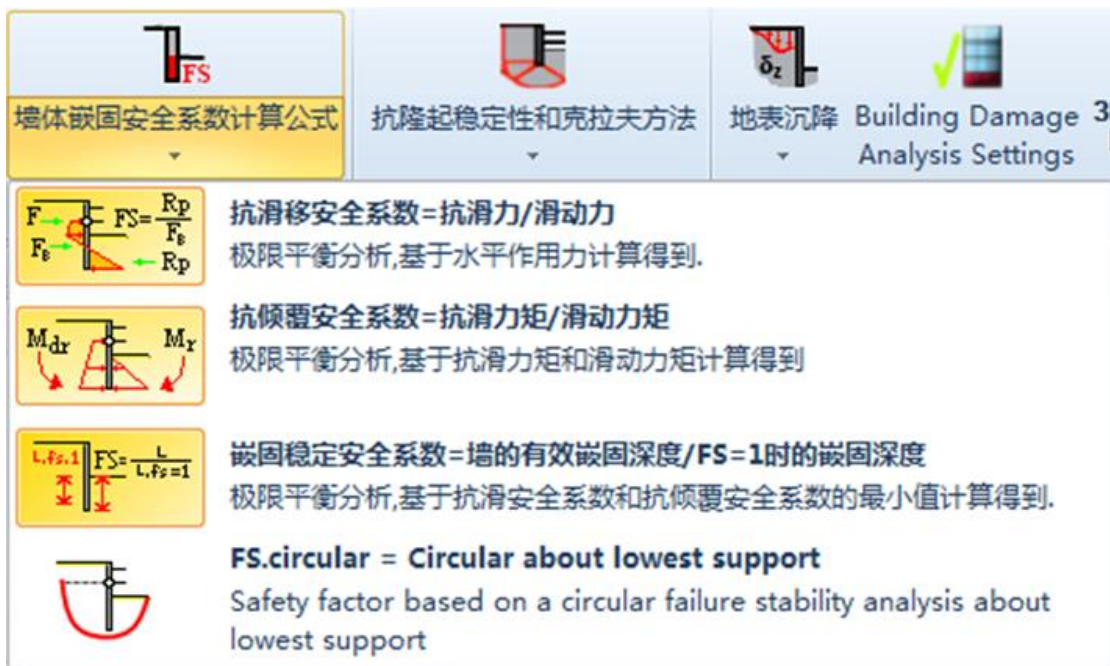 FS
δz
墙体嵌固安全系数计算公式
抗隆起稳定性和克拉夫方法
地表沉降
Building Damage
Analysis Settings
3
F
FB
FS=Rp/FB
Rp
抗滑移安全系数=抗滑力/滑动力
极限平衡分析,基于水平作用力计算得到.
Mdr
Mr
抗倾覆安全系数=抗滑力矩/滑动力矩
极限平衡分析,基于抗滑力矩和滑动力矩计算得到
L.fs.1
FS=L/L.fs=1
嵌固稳定安全系数=墙的有效嵌固深度/FS=1时的嵌固深度
极限平衡分析,基于抗滑安全系数和抗倾覆安全系数的最小值计算得到.
FS.circular = Circular about lowest support
Safety factor based on a circular failure stability analysis about
lowest support